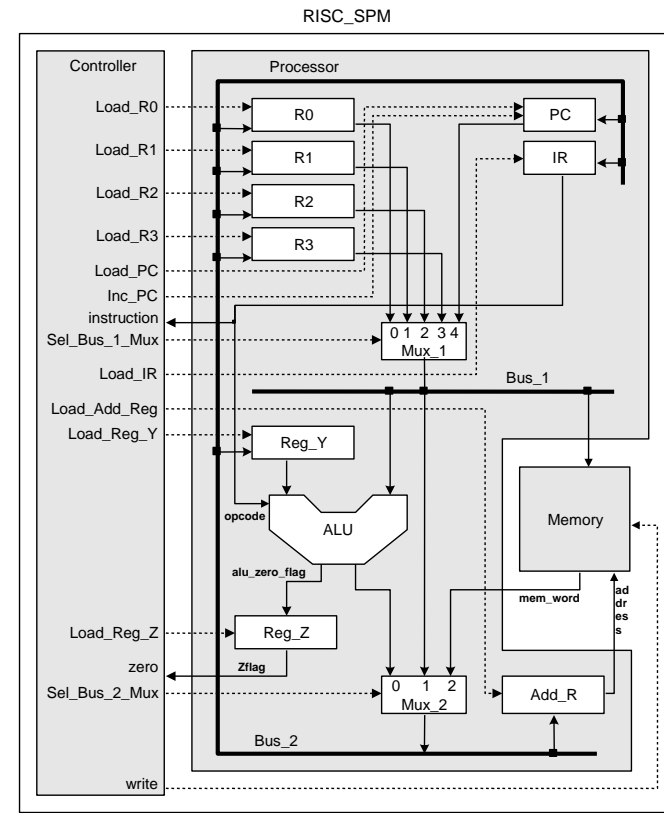 RISC_SPM
Controller
Processor
Load_R0
R0
PC
Load_R1
R1
IR
Load_R2
R2
Load_R3
R3
Load_PC
Inc_PC
instruction
0 1 2 3 4
Sel_Bus_1_Mux
Mux_1
Load_IR
Bus_1
Load_Add_Reg
Load_Reg_Y
Reg_Y
opcode
ALU
Memory
alu_zero_flag
mem_word
ad
dr
es
s
Load_Reg_Z
Reg_Z
zero
Zflag
Sel_Bus_2_Mux
0 1 2
Mux_2
Add_R
Bus_2
write